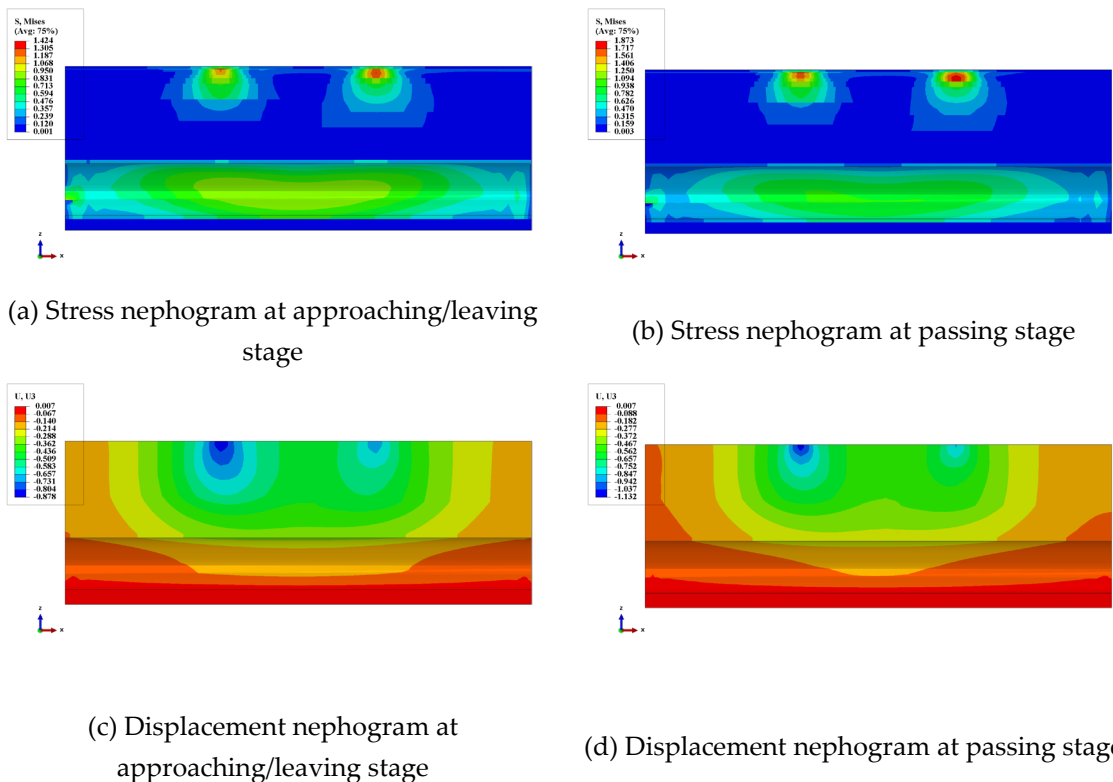 S, Mises
(Avg: 75%)
1.424
1.305
1.187
1.068
0.950
0.831
0.713
0.594
0.476
0.357
0.239
0.120
0.001
z
x
S, Mises
(Avg: 75%)
1.873
1.717
1.561
1.406
1.250
1.094
0.938
0.782
0.626
0.470
0.315
0.159
0.003
z
x
(a) Stress nephogram at approaching/leaving
stage
(b) Stress nephogram at passing stage
U, U3
0.007
-0.067
-0.140
-0.214
-0.288
-0.362
-0.436
-0.509
-0.583
-0.657
-0.731
-0.804
-0.878
z
x
U, U3
0.007
-0.088
-0.182
-0.277
-0.372
-0.467
-0.562
-0.657
-0.752
-0.847
-0.942
-1.037
-1.132
z
x
(c) Displacement nephogram at
approaching/leaving stage
(d) Displacement nephogram at passing stage